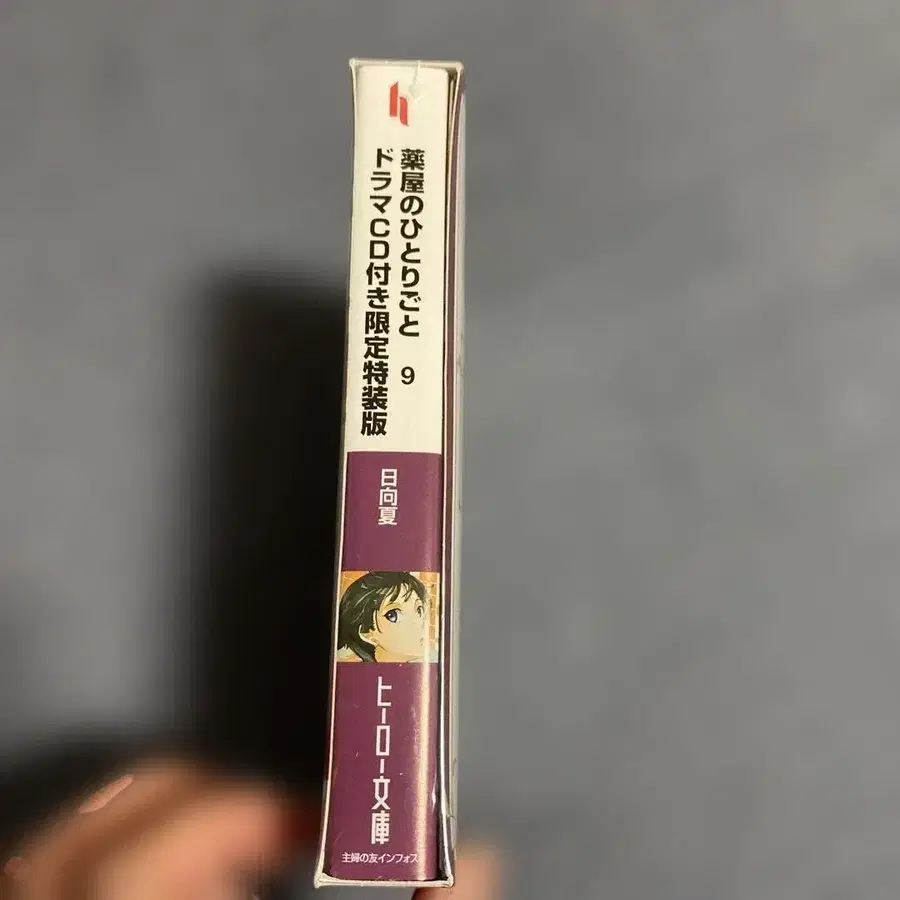 薬屋のひとりごと 9
ドラマCD付き限定特装版
日向夏
ヒーロー文庫
主婦の友インフォス